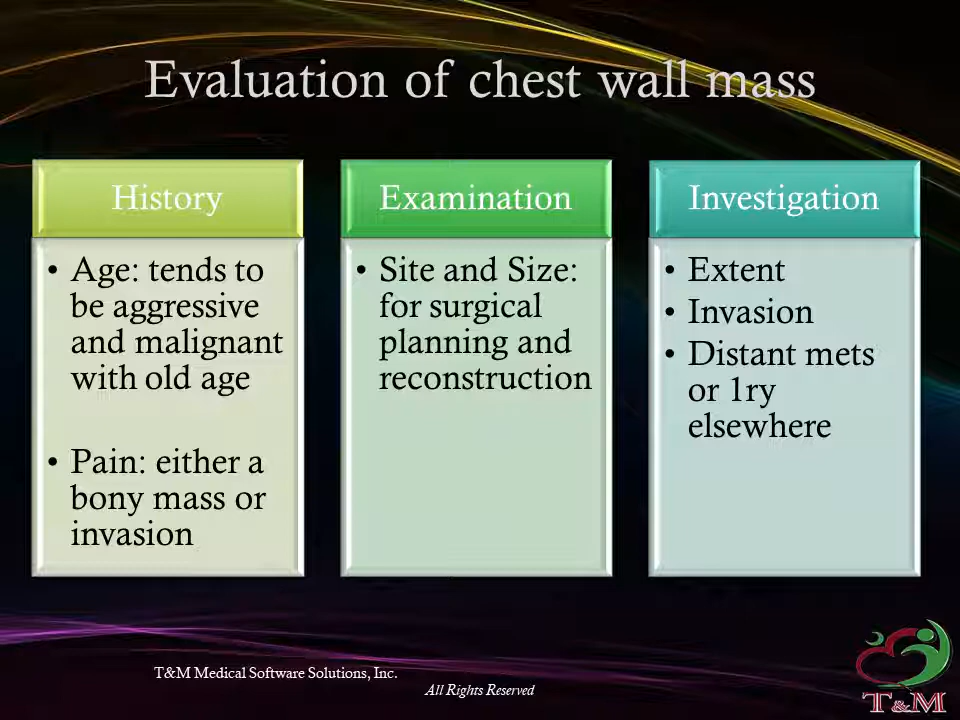 Evaluation of chest wall mass
History
• Age: tends to
be aggressive
and malignant
with old age
• Pain: either a
bony mass or
invasion
Examination
• Site and Size:
for surgical
planning and
reconstruction
Investigation
• Extent
• Invasion
• Distant mets
or 1ry
elsewhere
T&M Medical Software Solutions, Inc.
All Rights Reserved
T&M